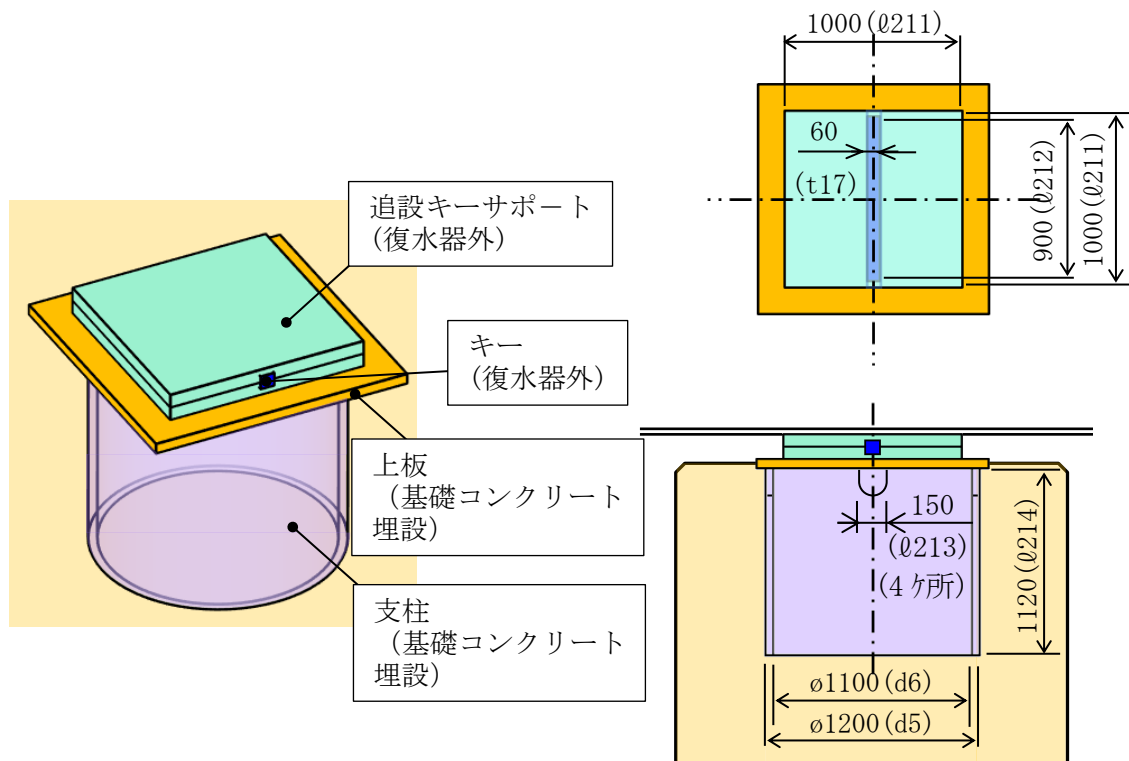 追設キーサポート
(復水器外)
キー
(復水器外)
上板
(基礎コンクリート
埋設)
支柱
(基礎コンクリート
埋設)
1000(ℓ211)
60
(t17)
900(ℓ212)
1000(ℓ211)
150
(ℓ213)
(4ヶ所)
1120(ℓ214)
ø1100(d6)
ø1200(d5)